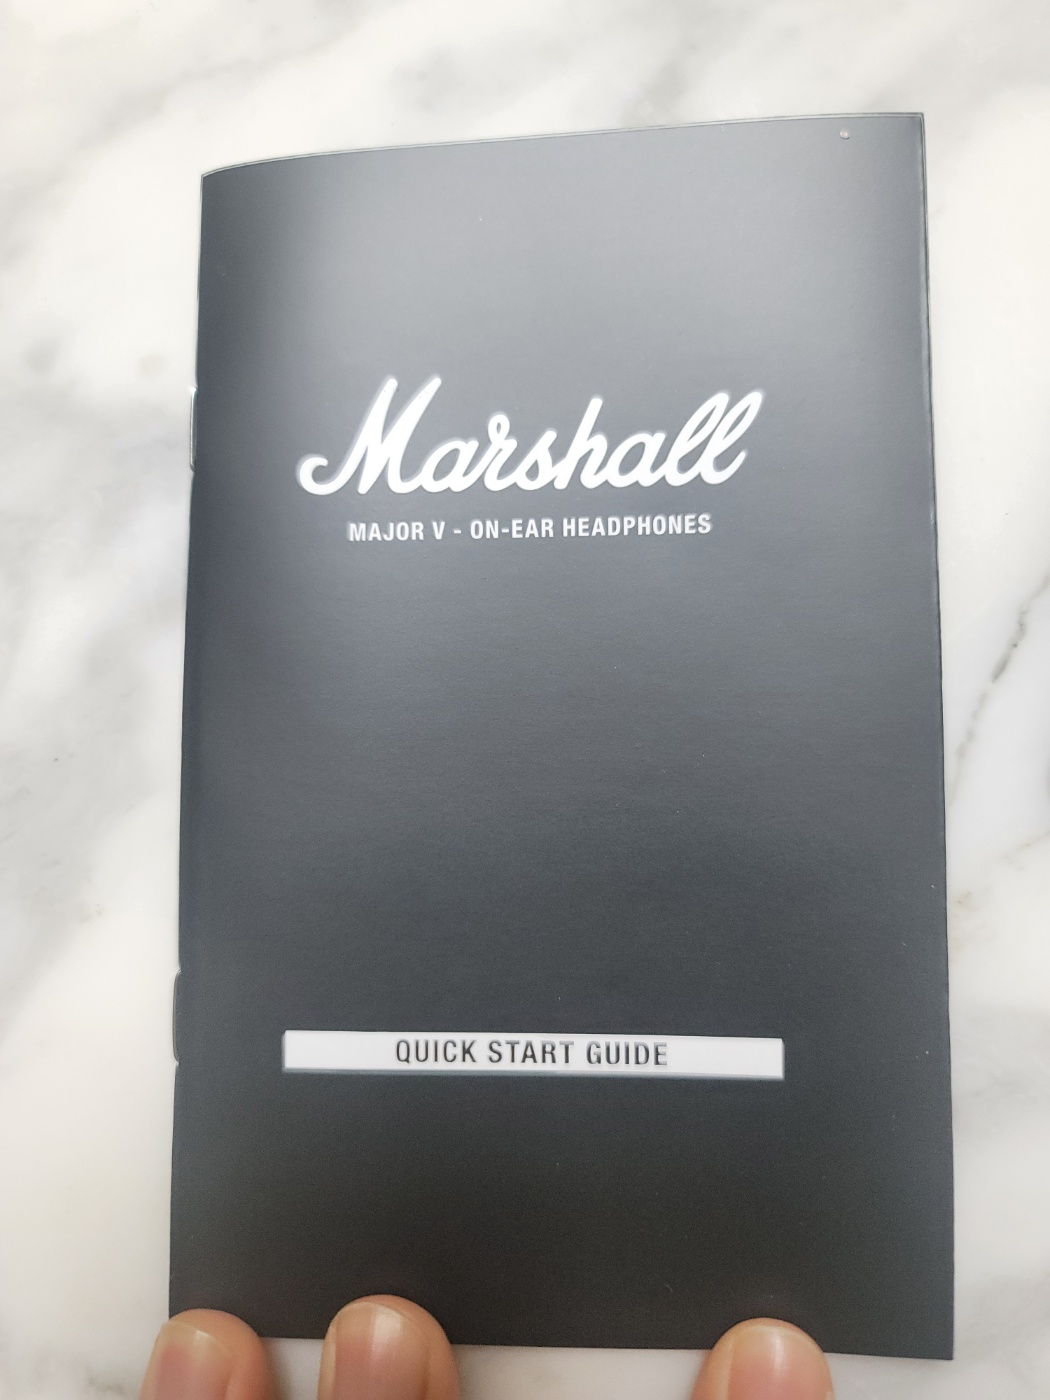 Marshall
MAJOR V - ON-EAR HEADPHONES
QUICK START GUIDE